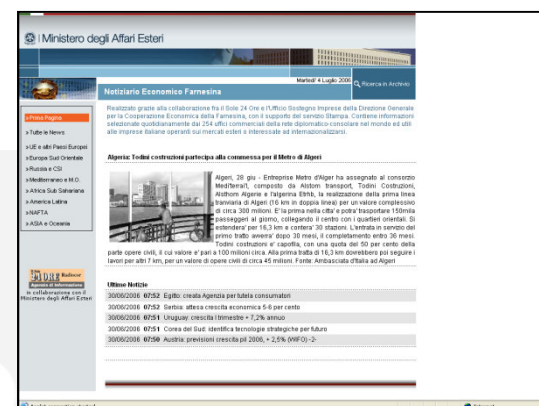 Ministero degli Affari Esteri
Martedi' 4 Luglio 2006
Ricerca in Archivio
Notiziario Economico Farnesina
Realizzato grazie alla collaborazione fra il Sole 24 Ore e l'Ufficio Sostegno Imprese della Direzione Generale
per la Cooperazione Economica della Farnesina, con il supporto del servizio Stampa. Contiene informazioni
selezionate quotidianamente dai 254 uffici commerciali della rete diplomatico consolare nel mondo ed utili
alle imprese italiane operanti sui mercati esteri o interessate ad internazionalizzarsi.
» Prima Pagina
» Tutte le News
» UE e altri Paesi Europei
» Europa Sud Orientale
» Russia e CSI
» Mediterraneo e M.O.
» Africa Sub Sahariana
» America Latina
» NAFTA
» ASIA e Oceania
Algeria: Todini costruzioni partecipa alla commessa per il Metro di Algeri
Algeri, 28 giu - Entreprise Metro d'Alger ha assegnato al consorzio
Mediterrail, composto da Alstom transport, Todini Costruzioni,
Alsthom Algerie e l'algerina Etrhb, la realizzazione della prima linea
tranviaria di Algeri (16 km in doppia linea) per un valore complessivo
di circa 300 milioni. E' la prima nella citta' e potra' trasportare 150mila
passeggeri al giorno, collegando il centro con i quartieri orientali. Si
estendera' per 16,3 km e contera' 30 stazioni. L'entrata in servizio del
primo tratto avverra' dopo 30 mesi, il completamento entro 36 mesi.
Todini costruzioni e' capofila, con una quota del 50 per cento della
parte opere civili, il cui valore e' pari a 100 milioni circa. Alla prima tratta di 16,3 km dovrebbero poi seguire i
lavori per altri 7 km, per un valore di opere civili di circa 45 milioni. Fonte: Ambasciata d'Italia ad Algeri
24 ORE Radiocor
Agenzia di Informazione
in collaborazione con il
Ministero degli Affari Esteri
Ultime Notizie
30/06/2006 07:52 Egitto: creata Agenzia per tutela consumatori
30/06/2006 07:52 Serbia: attesa crescita economica 5-6 per cento
30/06/2006 07:51 Uruguay: crescita I trimestre + 7,2% annuo
30/06/2006 07:51 Corea del Sud: identifica tecnologie strategiche per futuro
30/06/2006 07:50 Austria: previsioni crescita pil 2006, + 2,5% (WIFO) -2-
Internet